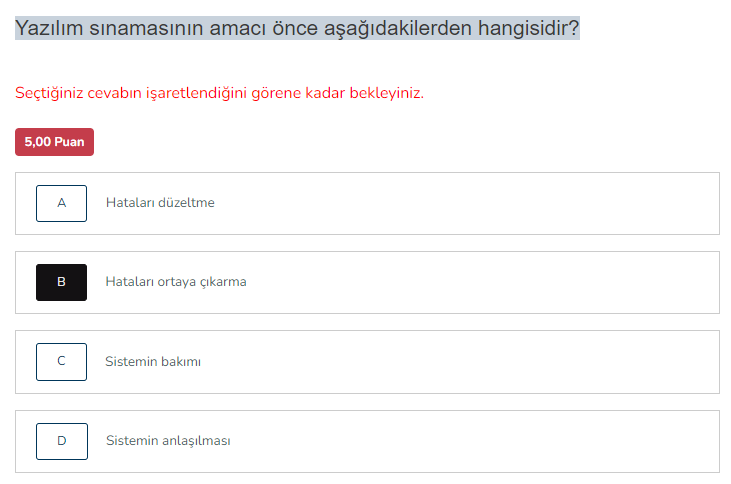 Yazılım sınamasının amacı önce aşağıdakilerden hangisidir?
Seçtiğiniz cevabın işaretlendiğini görene kadar bekleyiniz.
5,00 Puan
A Hataları düzeltme
B Hataları ortaya çıkarma
C Sistemin bakımı
D Sistemin anlaşılması